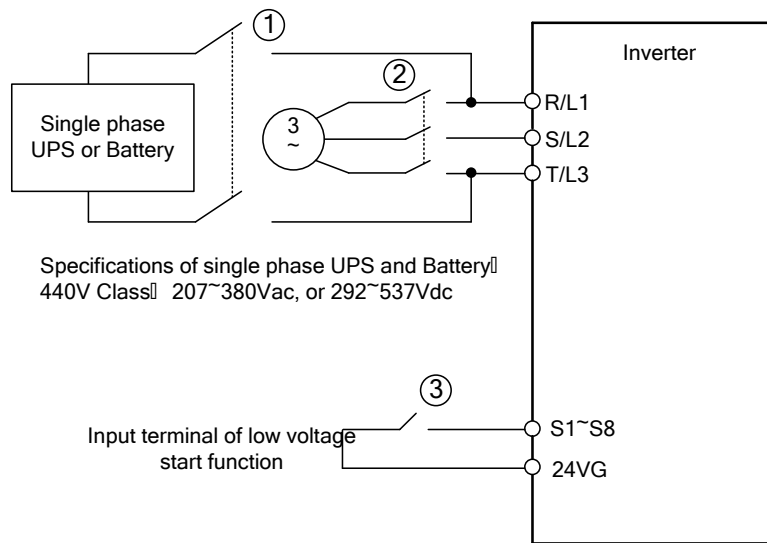 ①
②
Inverter
Single phase
UPS or Battery
3
~
R/L1
S/L2
T/L3
Specifications of single phase UPS and Battery▯
440V Class▯ 207~380Vac, or 292~537Vdc
③
Input terminal of low voltage
start function
S1~S8
24VG